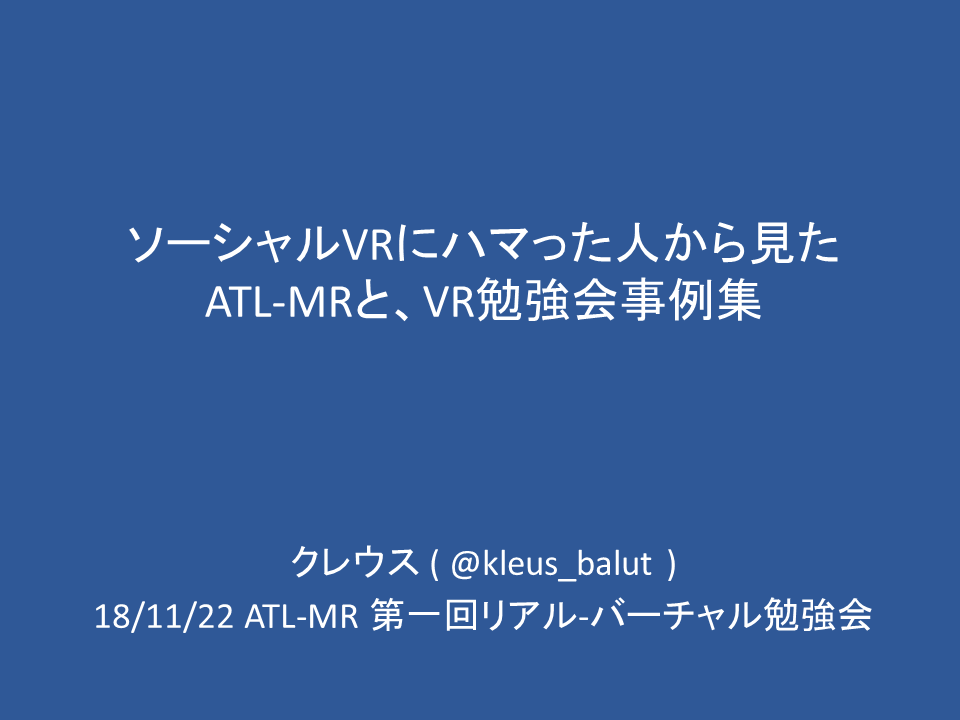 ソーシャルVRにハマった人から見た
ATL-MRと、VR勉強会事例集
クレウス ( @kleus_balut )
18/11/22 ATL-MR 第一回リアル-バーチャル勉強会